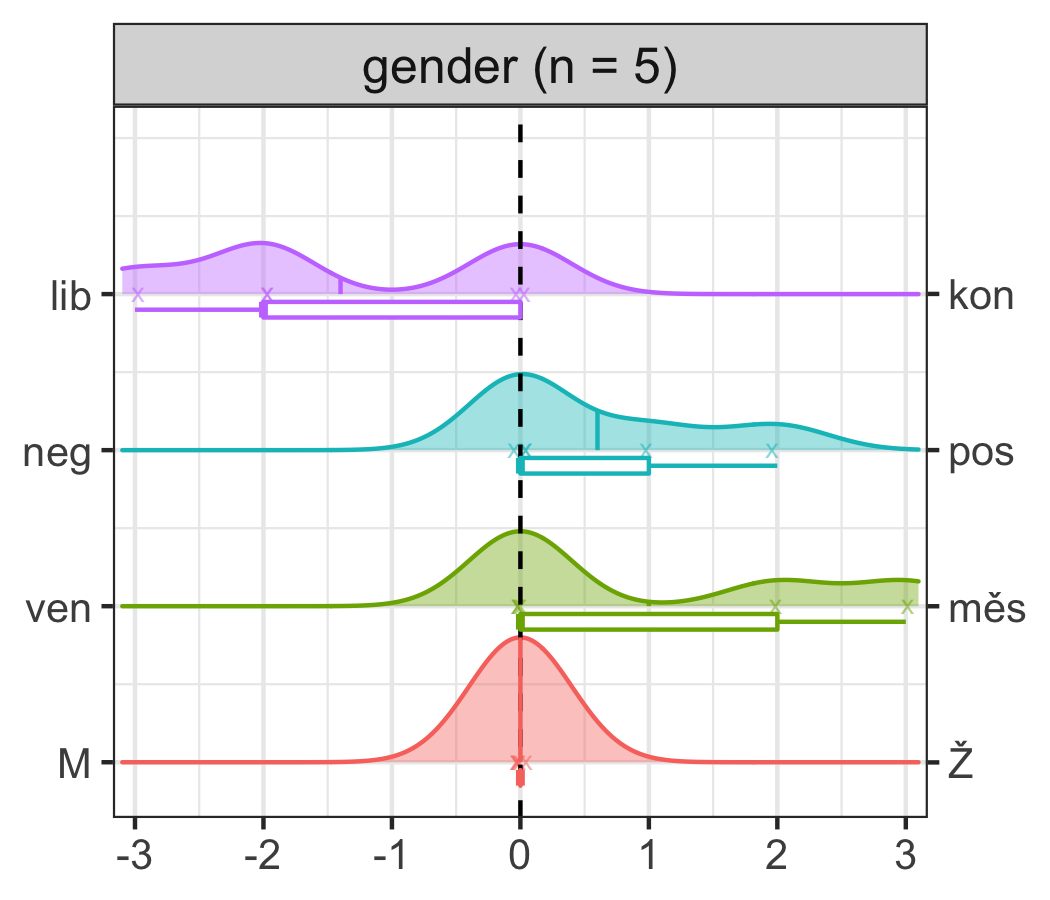 gender (n = 5)
lib kon
neg pos
ven měs
M Ž
-3 -2 -1 0 1 2 3